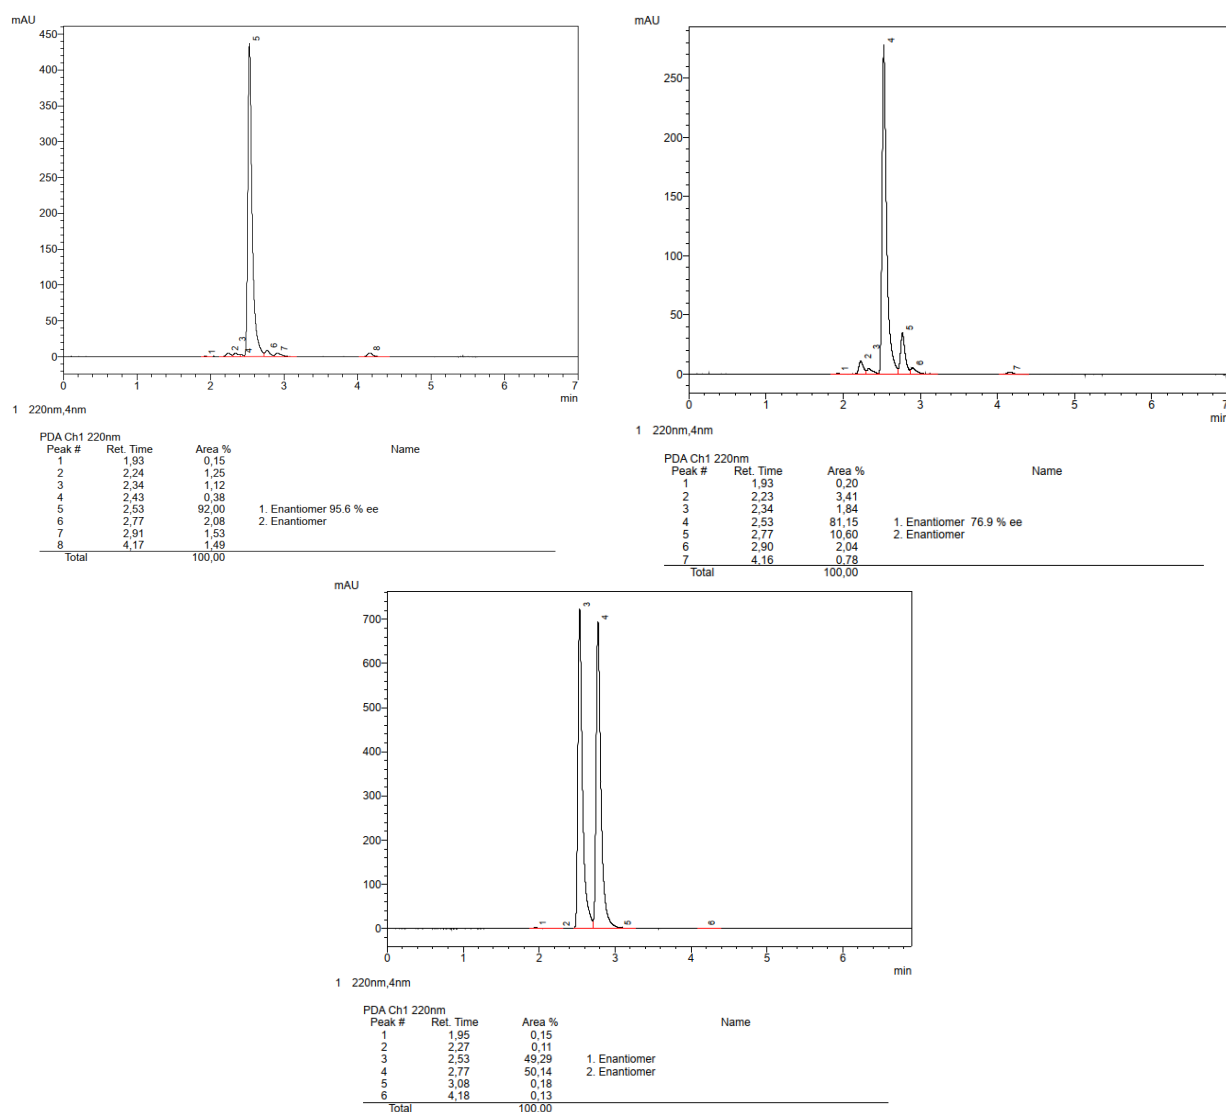 mAU
450
400
350
300
250
200
150
100
50
0
5
1
2
3
4
6
7
8
0 1 2 3 4 5 6 7
min
1 220nm,4nm
PDA Ch1 220nm
Peak # Ret. Time Area % Name
1 1,93 0,15
2 2,24 1,25
3 2,34 1,12
4 2,43 0,38
5 2,53 92,00 1. Enantiomer 95.6 % ee
6 2,77 2,08 2. Enantiomer
7 2,91 1,53
8 4,17 1,49
Total 100,00
mAU
250
200
150
100
50
0
4
1
2
3
5
6
7
0 1 2 3 4 5 6 7
min
1 220nm,4nm
PDA Ch1 220nm
Peak # Ret. Time Area % Name
1 1,93 0,20
2 2,23 3,41
3 2,34 1,84
4 2,53 81,15 1. Enantiomer 76.9 % ee
5 2,77 10,60 2. Enantiomer
6 2,90 2,04
7 4,16 0,78
Total 100,00
mAU
700
600
500
400
300
200
100
0
3
4
1
2
5
6
0 1 2 3 4 5 6
min
1 220nm,4nm
PDA Ch1 220nm
Peak # Ret. Time Area % Name
1 1,95 0,15
2 2,27 0,11
3 2,53 49,29 1. Enantiomer
4 2,77 50,14 2. Enantiomer
5 3,08 0,18
6 4,18 0,13
Total 100,00